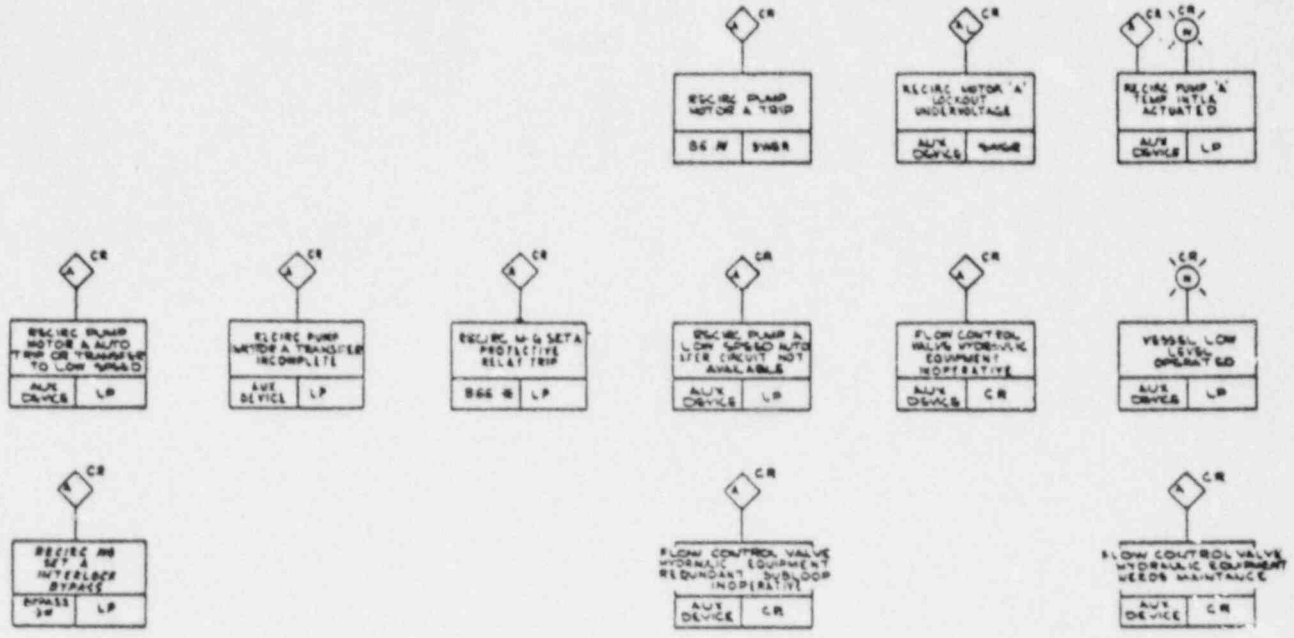 CR
A
RECIRC PUMP
MOTOR A TRIP
SWGR
CR
A
RECIRC MOTOR 'A'
LOCKOUT
UNDERVOLTAGE
AUX
DEVICE
SWGR
CR
CR
N
RECIRC PUMP 'A'
TEMP INTLK
ACTUATED
AUX
DEVICE
LP
CR
A
RECIRC PUMP
MOTOR A AUTO
TRIP OR TRANSFER
TO LOW SPEED
AUX
DEVICE
LP
CR
A
RECIRC PUMP
MOTOR A TRANSFER
INCOMPLETE
AUX
DEVICE
LP
CR
A
RECIRC M-G SET A
PROTECTIVE
RELAY TRIP
LP
CR
A
RECIRC PUMP A
LOW SPEED AUTO
XFER CIRCUIT NOT
AVAILABLE
AUX
DEVICE
LP
CR
A
FLOW CONTROL
VALVE HYDRAULIC
EQUIPMENT
INOPERATIVE
AUX
DEVICE
CR
CR
N
VESSEL LOW
LEVEL
OPERATED
AUX
DEVICE
LP
CR
RECIRC MG
SET A
INTERLOCK
BYPASS
BYPASS
LP
CR
A
FLOW CONTROL VALVE
HYDRAULIC EQUIPMENT
REDUNDANT SUBLOOP
INOPERATIVE
AUX
DEVICE
CR
CR
A
FLOW CONTROL VALVE
HYDRAULIC EQUIPMENT
NEEDS MAINTANCE
AUX
DEVICE
CR